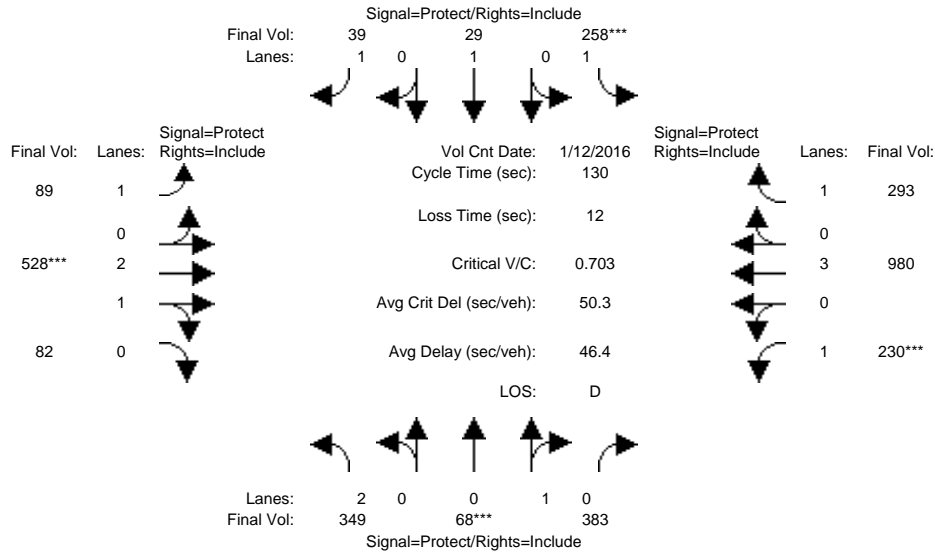 Signal=Protect/Rights=Include
Final Vol: 39 29 258***
Lanes: 1 0 1 0 1
Signal=Protect Signal=Protect
Final Vol: Lanes: Rights=Include Vol Cnt Date: 1/12/2016 Rights=Include Lanes: Final Vol:
Cycle Time (sec): 130
89 1 1 293
Loss Time (sec): 12
0 0
528*** 2 Critical V/C: 0.703 3 980
1 Avg Crit Del (sec/veh): 50.3 0
82 0 Avg Delay (sec/veh): 46.4 1 230***
LOS: D
Lanes: 2 0 0 1 0
Final Vol: 349 68*** 383
Signal=Protect/Rights=Include